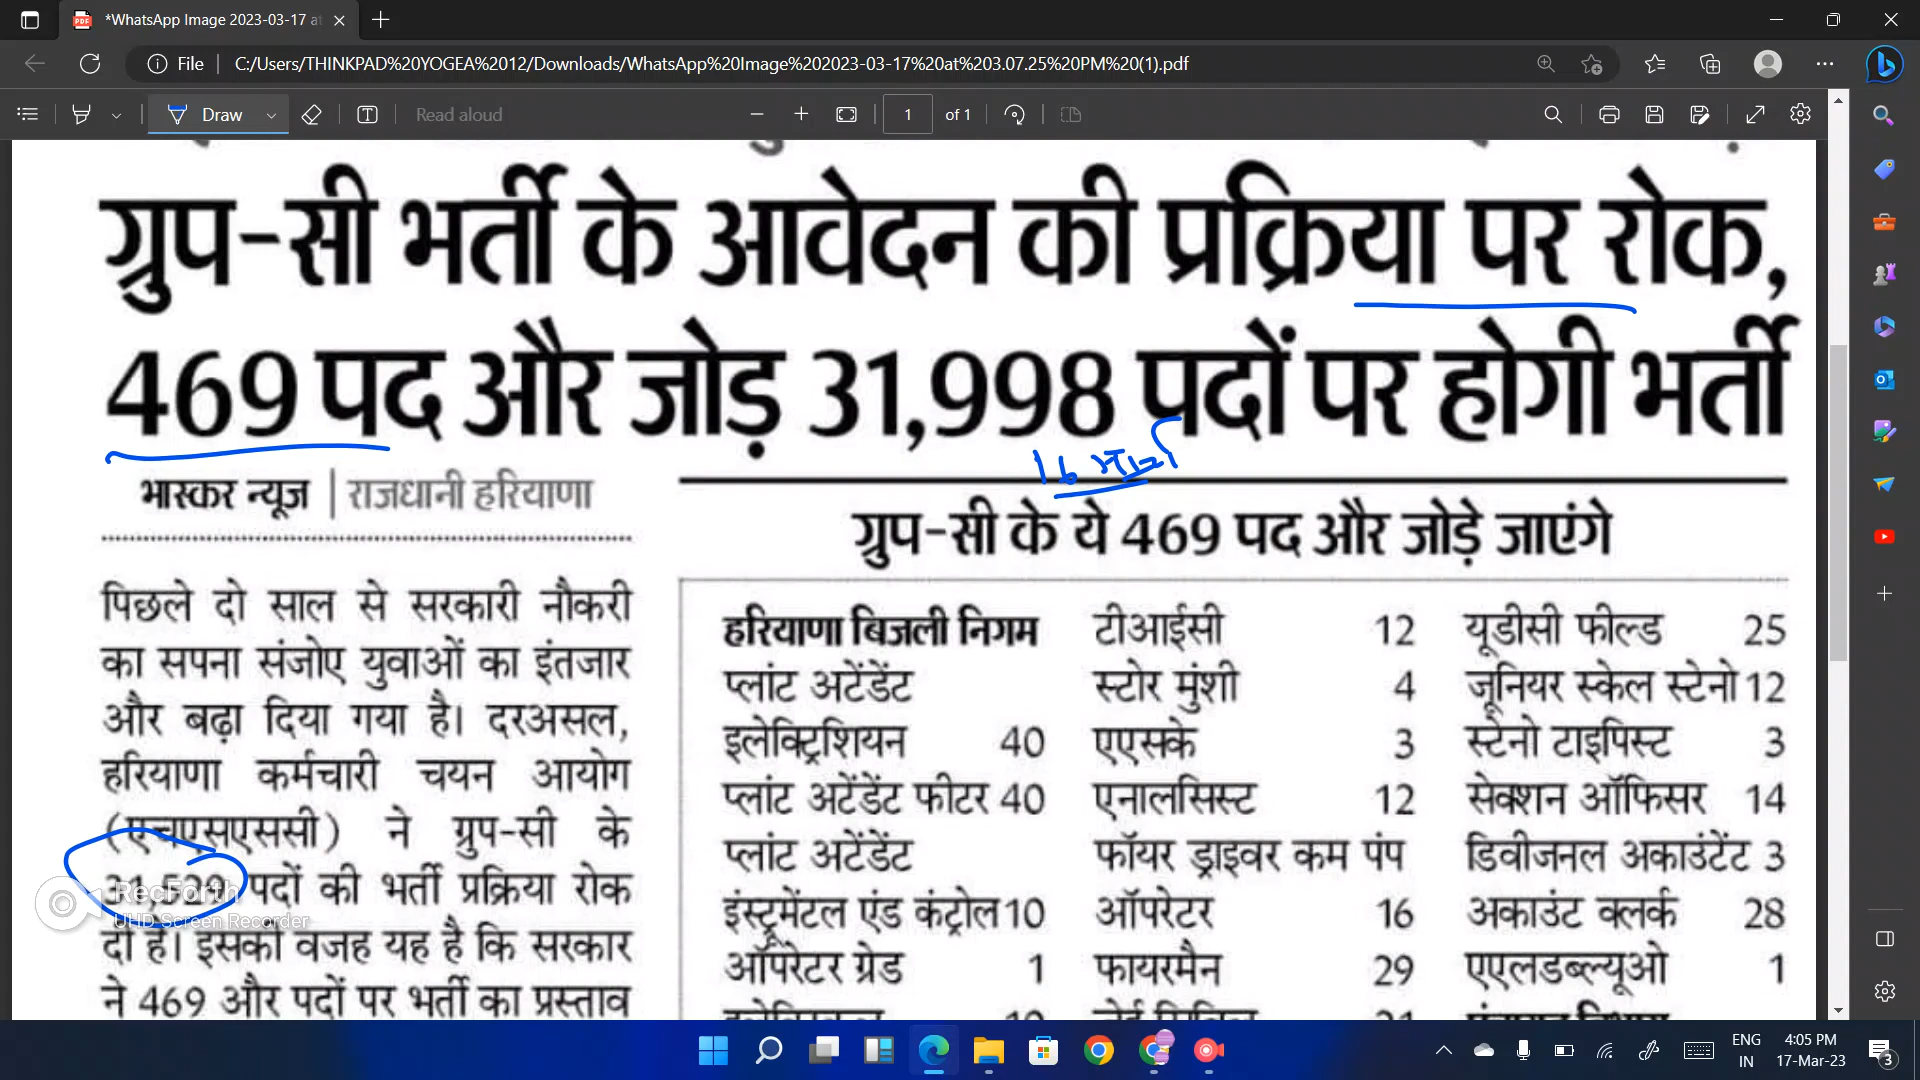 *WhatsApp Image 2023-03-17 at
File
C:/Users/THINKPAD%20YOGEA%2012/Downloads/WhatsApp%20Image%202023-03-17%20at%203.07.25%20PM%20(1).pdf
Draw
Read aloud
1 of 1
ग्रुप-सी भर्ती के आवेदन की प्रक्रिया पर रोक,
469 पद और जोड़ 31,998 पदों पर होगी भर्ती
16 मार्च
भास्कर न्यूज | राजधानी हरियाणा
पिछले दो साल से सरकारी नौकरी
का सपना संजोए युवाओं का इंतजार
और बढ़ा दिया गया है। दरअसल,
हरियाणा कर्मचारी चयन आयोग
(एचएसएससी) ने ग्रुप-सी के
31,529 पदों की भर्ती प्रक्रिया रोक
दी है। इसकी वजह यह है कि सरकार
ने 469 और पदों पर भर्ती का प्रस्ताव
RecForth
UHD Screen Recorder
ग्रुप-सी के ये 469 पद और जोड़े जाएंगे
हरियाणा बिजली निगम
प्लांट अटेंडेंट
इलेक्ट्रिशियन 40
प्लांट अटेंडेंट फीटर 40
प्लांट अटेंडेंट
इंस्ट्रूमेंटल एंड कंट्रोल 10
ऑपरेटर ग्रेड 1
टीआईसी 12
स्टोर मुंशी 4
एएसके 3
एनालसिस्ट 12
फॉयर ड्राइवर कम पंप
ऑपरेटर 16
फायरमैन 29
यूडीसी फील्ड 25
जूनियर स्केल स्टेनो 12
स्टेनो टाइपिस्ट 3
सेक्शन ऑफिसर 14
डिवीजनल अकाउंटेंट 3
अकाउंट क्लर्क 28
एएलडब्ल्यूओ 1
ENG
IN
4:05 PM
17-Mar-23
3